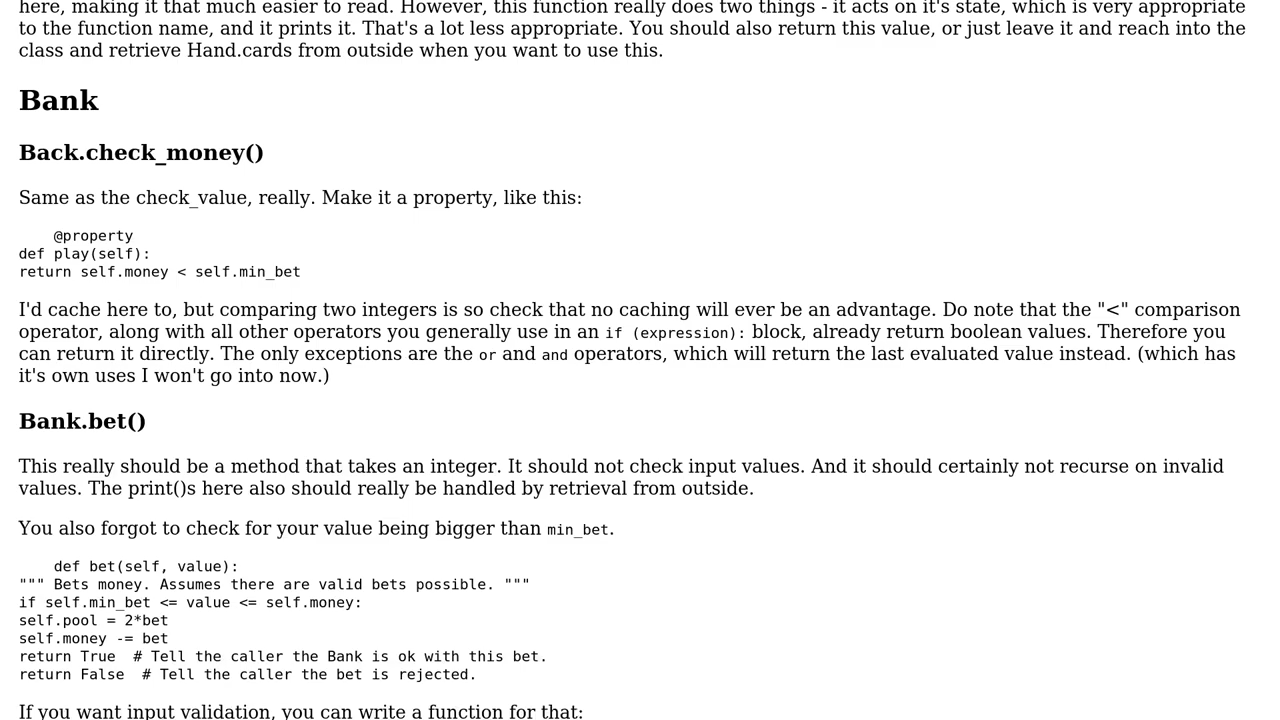 here, making it that much easier to read. However, this function really does two things - it acts on it's state, which is very appropriate
to the function name, and it prints it. That's a lot less appropriate. You should also return this value, or just leave it and reach into the
class and retrieve Hand.cards from outside when you want to use this.
Bank
Back.check_money()
Same as the check_value, really. Make it a property, like this:
@property
def play(self):
return self.money < self.min_bet
I'd cache here to, but comparing two integers is so check that no caching will ever be an advantage. Do note that the "<" comparison
operator, along with all other operators you generally use in an if (expression): block, already return boolean values. Therefore you
can return it directly. The only exceptions are the or and and operators, which will return the last evaluated value instead. (which has
it's own uses I won't go into now.)
Bank.bet()
This really should be a method that takes an integer. It should not check input values. And it should certainly not recurse on invalid
values. The print()s here also should really be handled by retrieval from outside.
You also forgot to check for your value being bigger than min_bet.
def bet(self, value):
""" Bets money. Assumes there are valid bets possible. """
if self.min_bet <= value <= self.money:
self.pool = 2*bet
self.money -= bet
return True  # Tell the caller the Bank is ok with this bet.
return False  # Tell the caller the bet is rejected.
If you want input validation, you can write a function for that: